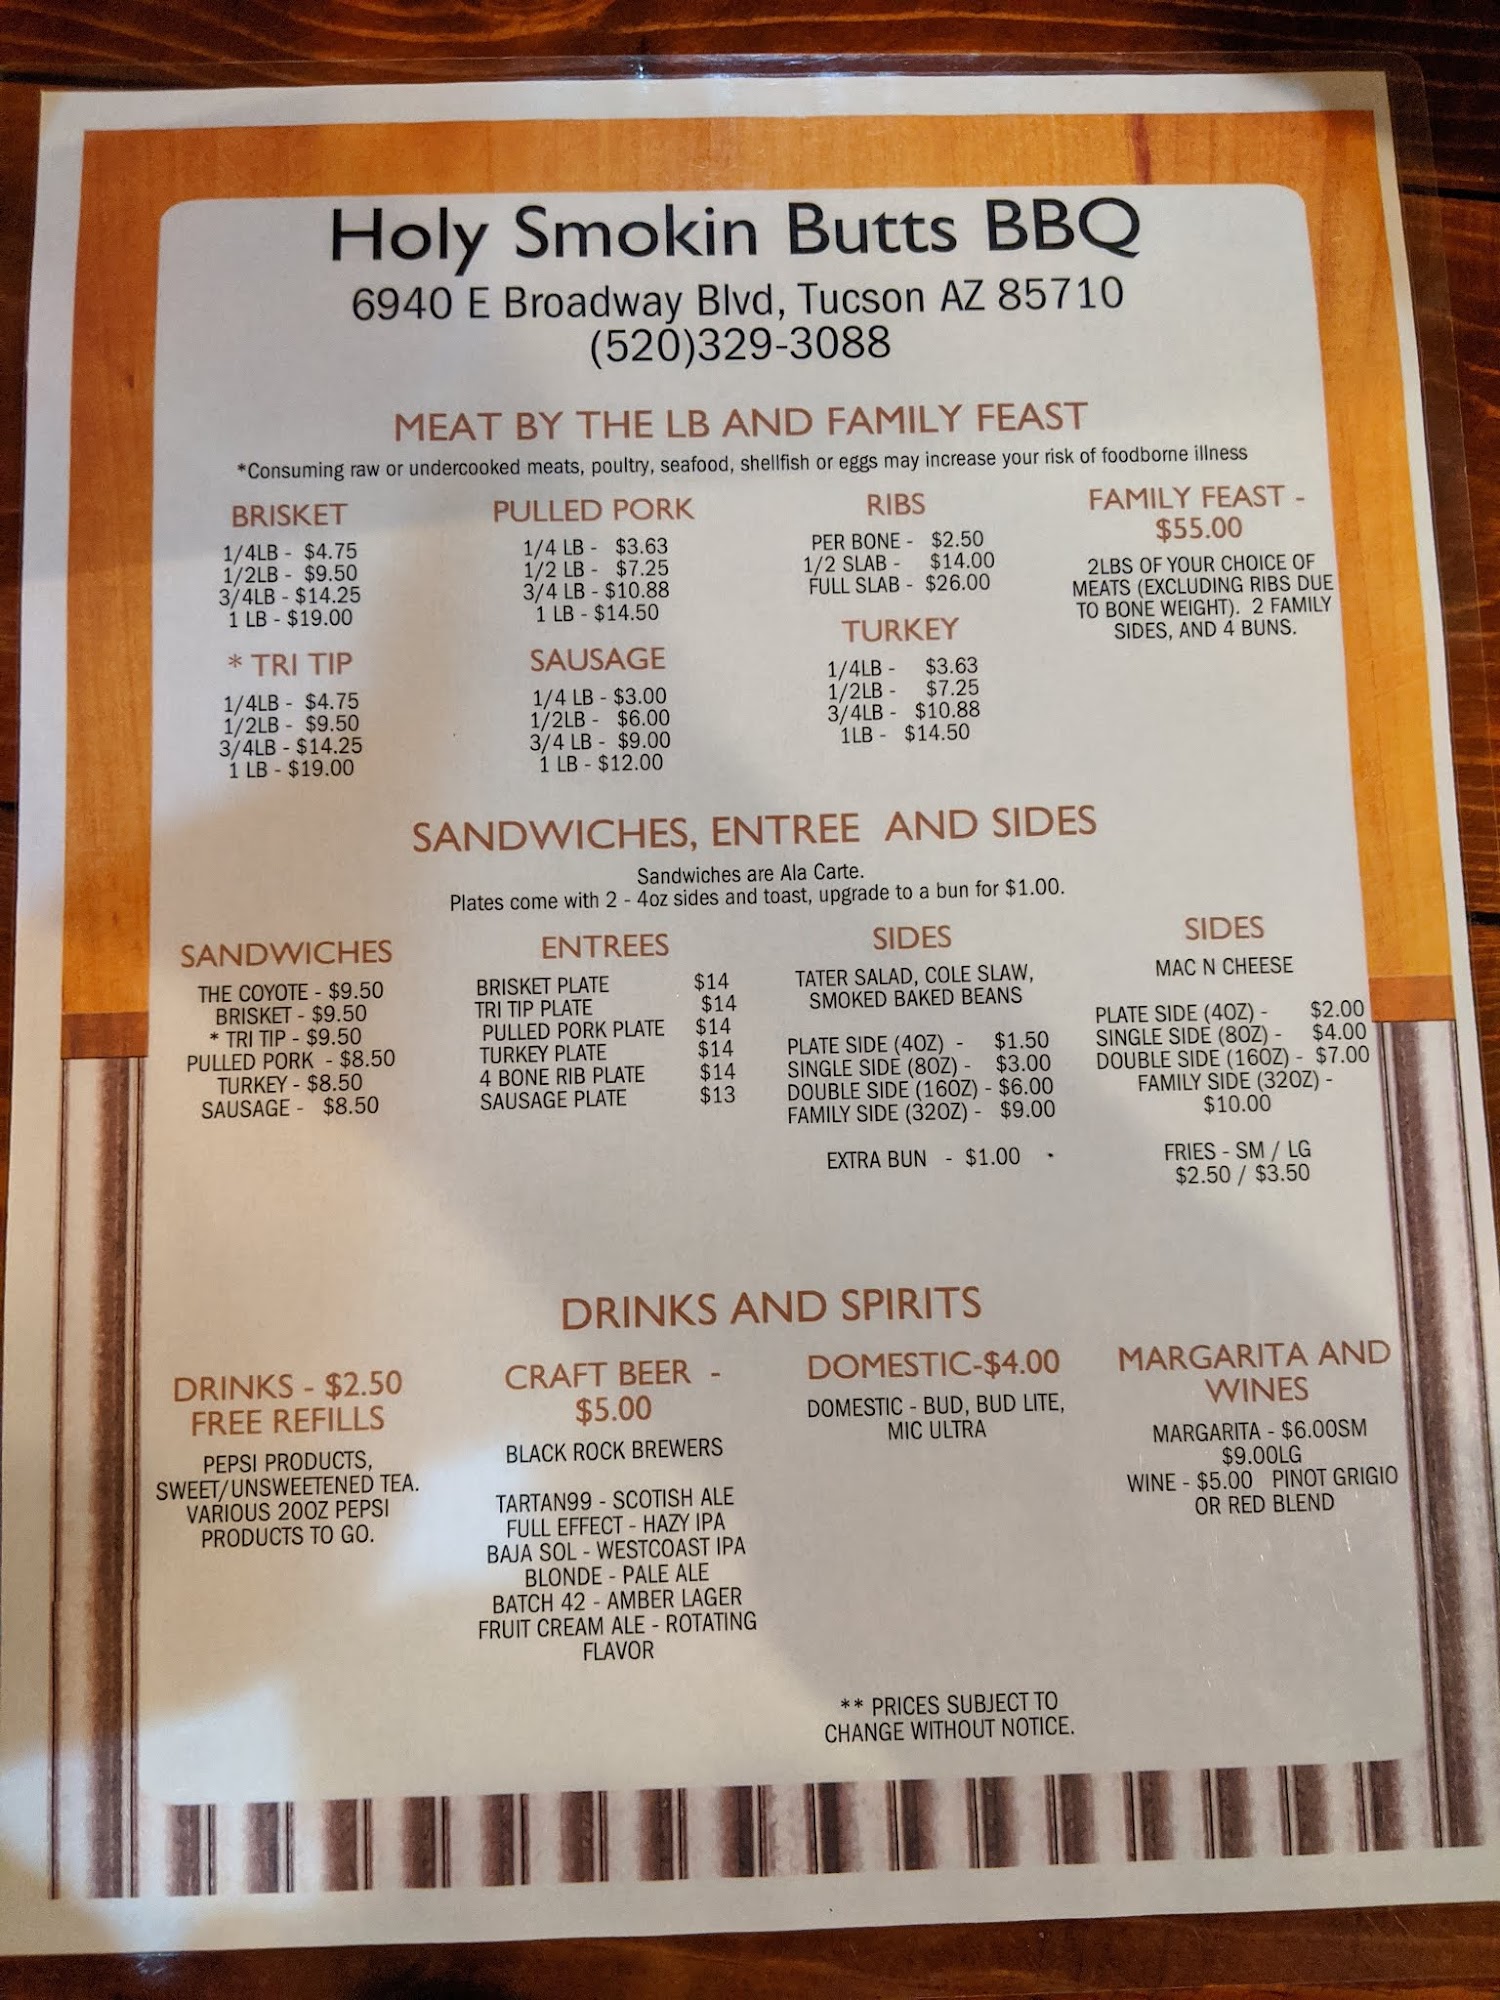 Holy Smokin Butts BBQ
6940 E Broadway Blvd, Tucson AZ 85710
(520)329-3088
MEAT BY THE LB AND FAMILY FEAST
*Consuming raw or undercooked meats, poultry, seafood, shellfish or eggs may increase your risk of foodborne illness
BRISKET
1/4LB - $4.75
1/2LB - $9.50
3/4LB - $14.25
1 LB - $19.00
* TRI TIP
1/4LB - $4.75
1/2LB - $9.50
3/4LB - $14.25
1 LB - $19.00
PULLED PORK
1/4 LB - $3.63
1/2 LB - $7.25
3/4 LB - $10.88
1 LB - $14.50
SAUSAGE
1/4 LB - $3.00
1/2LB - $6.00
3/4 LB - $9.00
1 LB - $12.00
RIBS
PER BONE - $2.50
1/2 SLAB - $14.00
FULL SLAB - $26.00
TURKEY
1/4LB - $3.63
1/2LB - $7.25
3/4LB - $10.88
1LB - $14.50
FAMILY FEAST -
$55.00
2LBS OF YOUR CHOICE OF
MEATS (EXCLUDING RIBS DUE
TO BONE WEIGHT). 2 FAMILY
SIDES, AND 4 BUNS.
SANDWICHES, ENTREE AND SIDES
Sandwiches are Ala Carte.
Plates come with 2 - 4oz sides and toast, upgrade to a bun for $1.00.
SANDWICHES
THE COYOTE - $9.50
BRISKET - $9.50
* TRI TIP - $9.50
PULLED PORK - $8.50
TURKEY - $8.50
SAUSAGE - $8.50
ENTREES
BRISKET PLATE $14
TRI TIP PLATE $14
PULLED PORK PLATE $14
TURKEY PLATE $14
4 BONE RIB PLATE $14
SAUSAGE PLATE $13
SIDES
TATER SALAD, COLE SLAW,
SMOKED BAKED BEANS
PLATE SIDE (4OZ) - $1.50
SINGLE SIDE (8OZ) - $3.00
DOUBLE SIDE (16OZ) - $6.00
FAMILY SIDE (32OZ) - $9.00
EXTRA BUN - $1.00
SIDES
MAC N CHEESE
PLATE SIDE (4OZ) - $2.00
SINGLE SIDE (8OZ) - $4.00
DOUBLE SIDE (16OZ) - $7.00
FAMILY SIDE (32OZ) -
$10.00
FRIES - SM / LG
$2.50 / $3.50
DRINKS AND SPIRITS
DRINKS - $2.50
FREE REFILLS
PEPSI PRODUCTS,
SWEET/UNSWEETENED TEA.
VARIOUS 20OZ PEPSI
PRODUCTS TO GO.
CRAFT BEER -
$5.00
BLACK ROCK BREWERS
TARTAN99 - SCOTISH ALE
FULL EFFECT - HAZY IPA
BAJA SOL - WESTCOAST IPA
BLONDE - PALE ALE
BATCH 42 - AMBER LAGER
FRUIT CREAM ALE - ROTATING
FLAVOR
DOMESTIC-$4.00
DOMESTIC - BUD, BUD LITE,
MIC ULTRA
MARGARITA AND
WINES
MARGARITA - $6.00SM
$9.00LG
WINE - $5.00 PINOT GRIGIO
OR RED BLEND
** PRICES SUBJECT TO
CHANGE WITHOUT NOTICE.